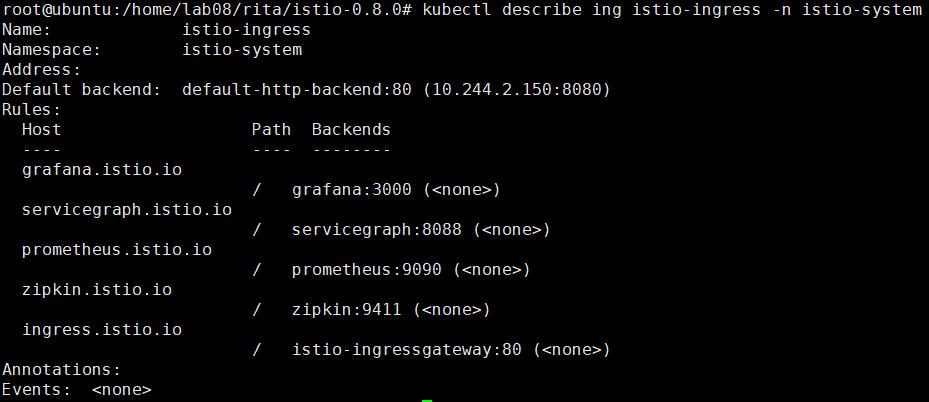 root@ubuntu:/home/lab08/rita/istio-0.8.0# kubectl describe ing istio-ingress -n istio-system
Name:             istio-ingress
Namespace:        istio-system
Address:
Default backend:  default-http-backend:80 (10.244.2.150:8080)
Rules:
  Host                   Path  Backends
  ----                   ----  --------
  grafana.istio.io
                         /   grafana:3000 (<none>)
  servicegraph.istio.io
                         /   servicegraph:8088 (<none>)
  prometheus.istio.io
                         /   prometheus:9090 (<none>)
  zipkin.istio.io
                         /   zipkin:9411 (<none>)
  ingress.istio.io
                         /   istio-ingressgateway:80 (<none>)
Annotations:
Events:  <none>